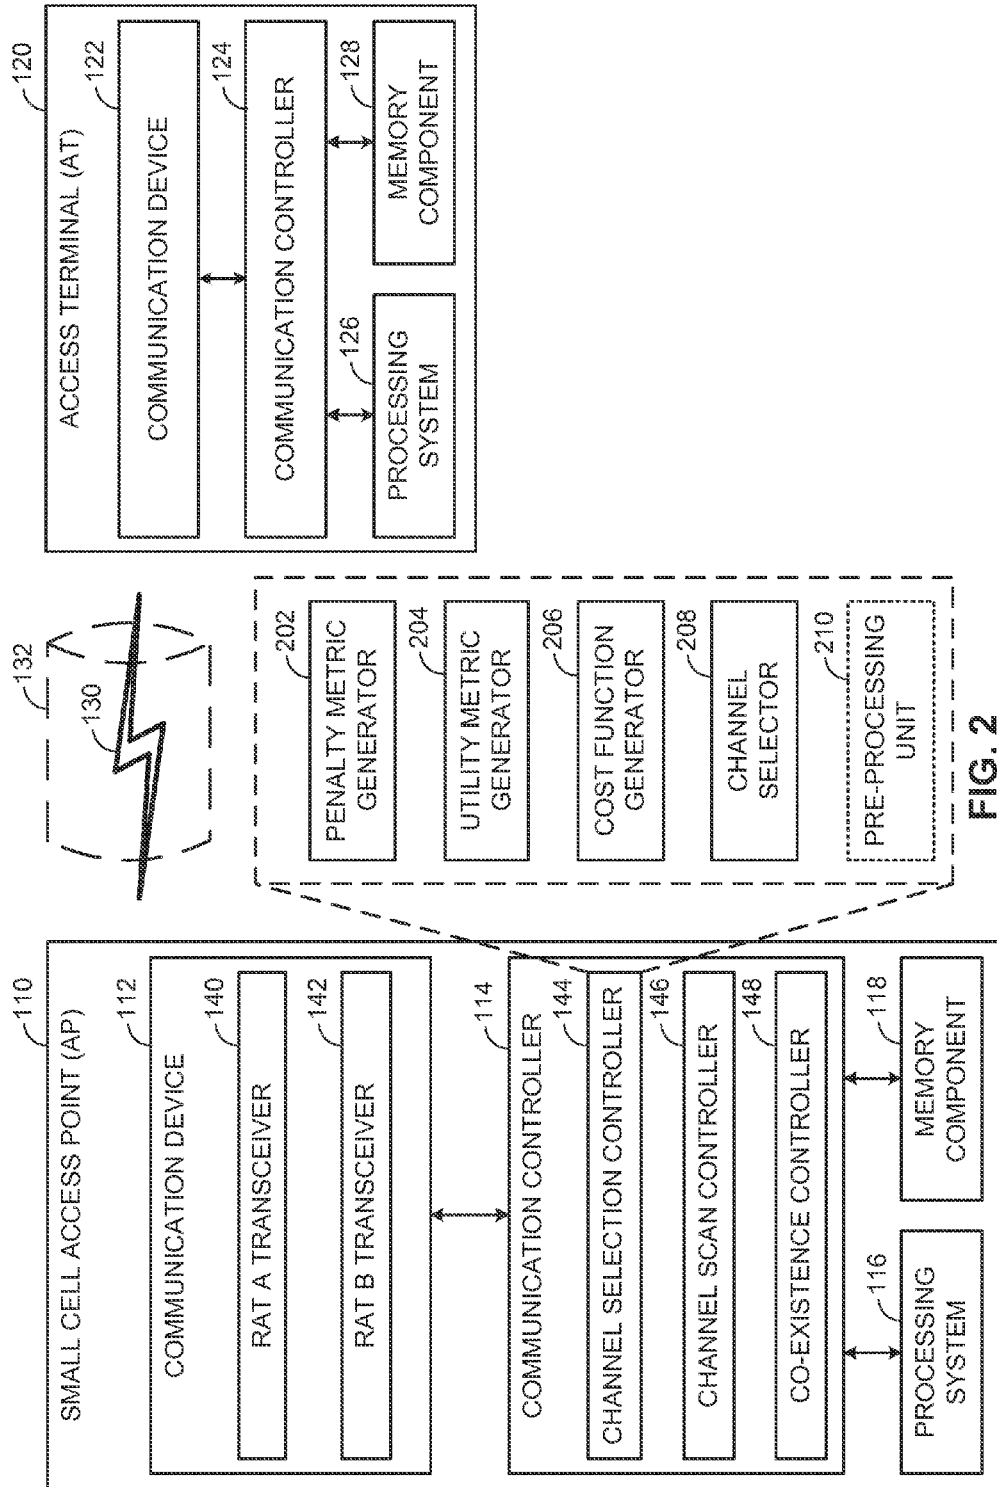 SMALL CELL ACCESS POINT (AP)
110
COMMUNICATION DEVICE
112
RAT A TRANSCEIVER
140
RAT B TRANSCEIVER
142
COMMUNICATION CONTROLLER
114
CHANNEL SELECTION CONTROLLER
144
CHANNEL SCAN CONTROLLER
146
CO-EXISTENCE CONTROLLER
148
PROCESSING
SYSTEM
116
MEMORY
COMPONENT
118
132
130
PENALTY METRIC
GENERATOR
202
UTILITY METRIC
GENERATOR
204
COST FUNCTION
GENERATOR
206
CHANNEL
SELECTOR
208
PRE-PROCESSING
UNIT
210
ACCESS TERMINAL (AT)
120
COMMUNICATION DEVICE
122
COMMUNICATION CONTROLLER
124
PROCESSING
SYSTEM
126
MEMORY
COMPONENT
128
FIG. 2